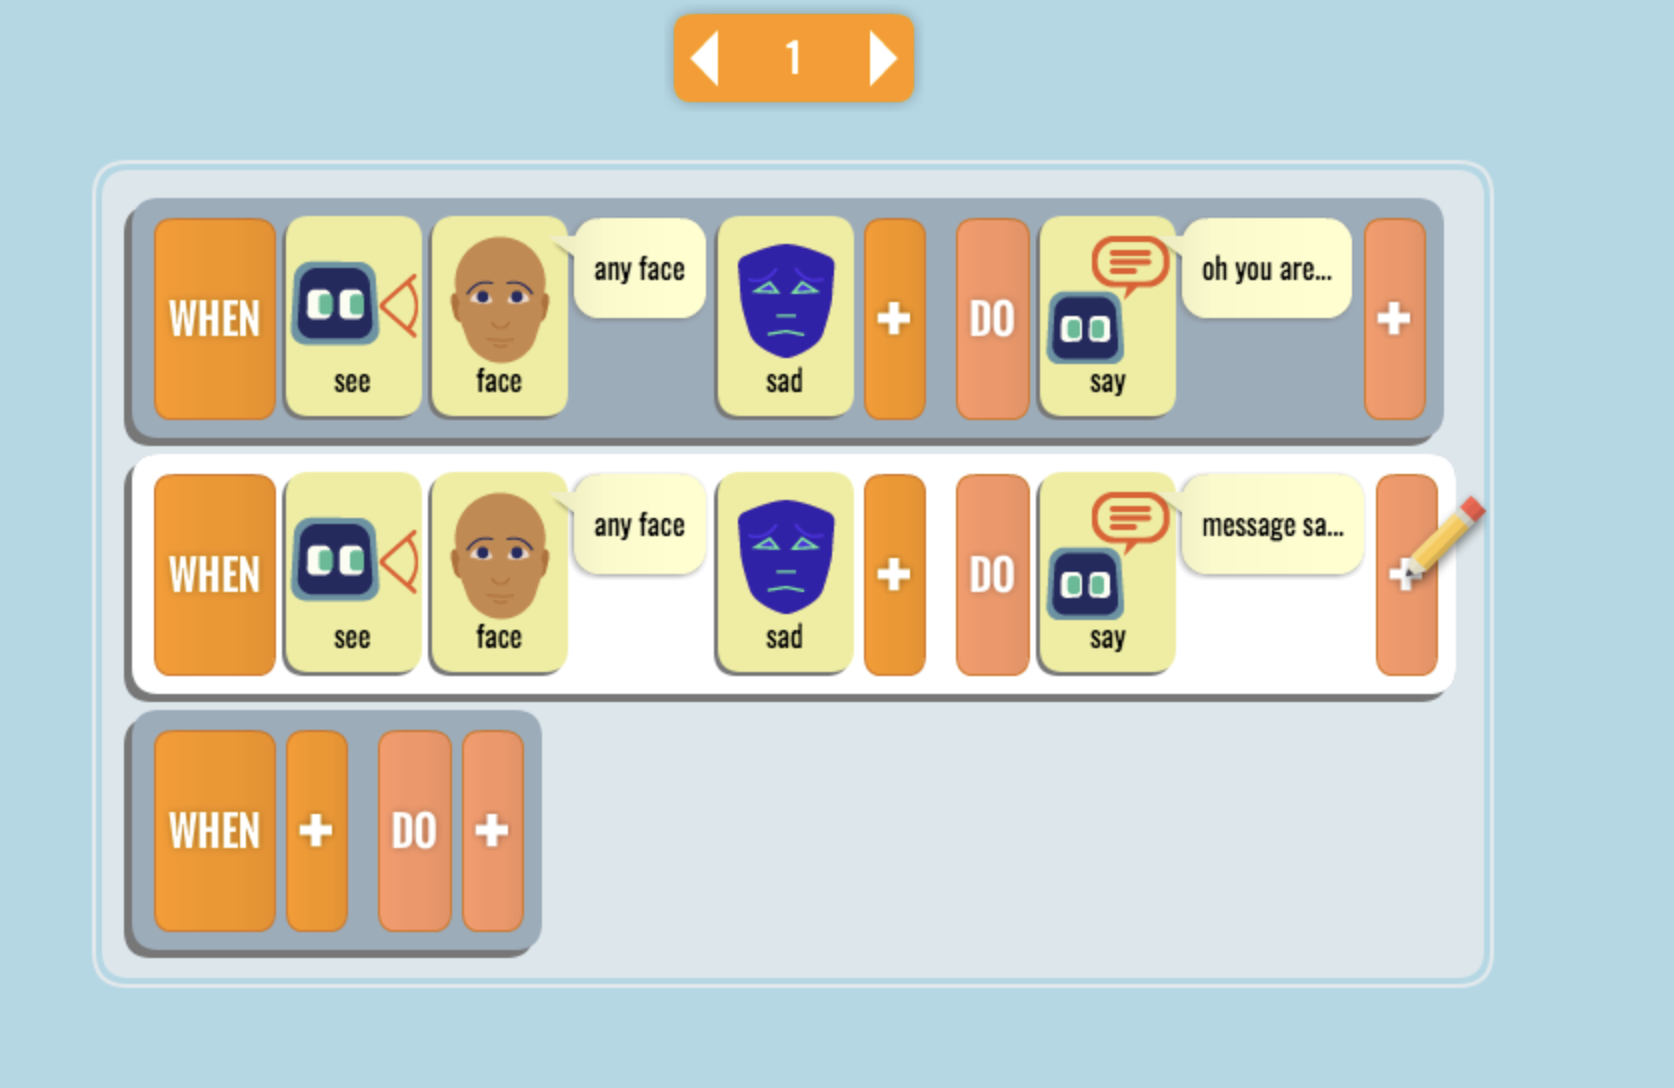 1
WHEN see face any face sad + DO say oh you are... +
WHEN see face any face sad + DO say message sa... +
WHEN + DO +